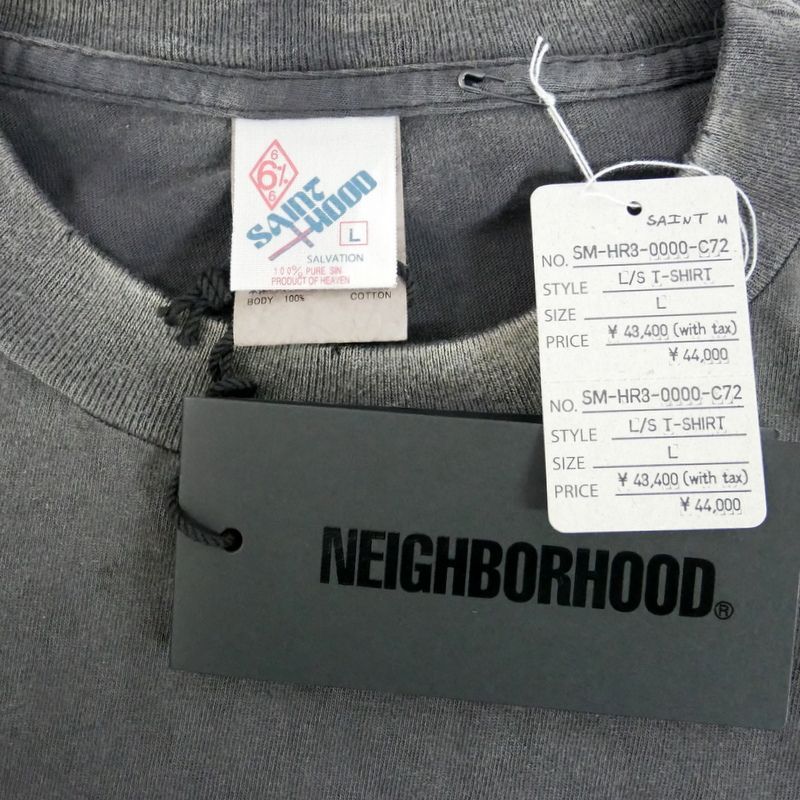 6
6%
6
SAINT
HOOD
L
SALVATION
100% PURE SIN
PRODUCT OF HEAVEN
BODY 100% COTTON
SAINT M
NO. SM-HR3-0000-C72
STYLE L/S T-SHIRT
SIZE L
PRICE ¥ 43,400 (with tax)
¥ 44,000
NO. SM-HR3-0000-C72
STYLE L/S T-SHIRT
SIZE L
PRICE ¥ 43,400 (with tax)
¥ 44,000
NEIGHBORHOOD®